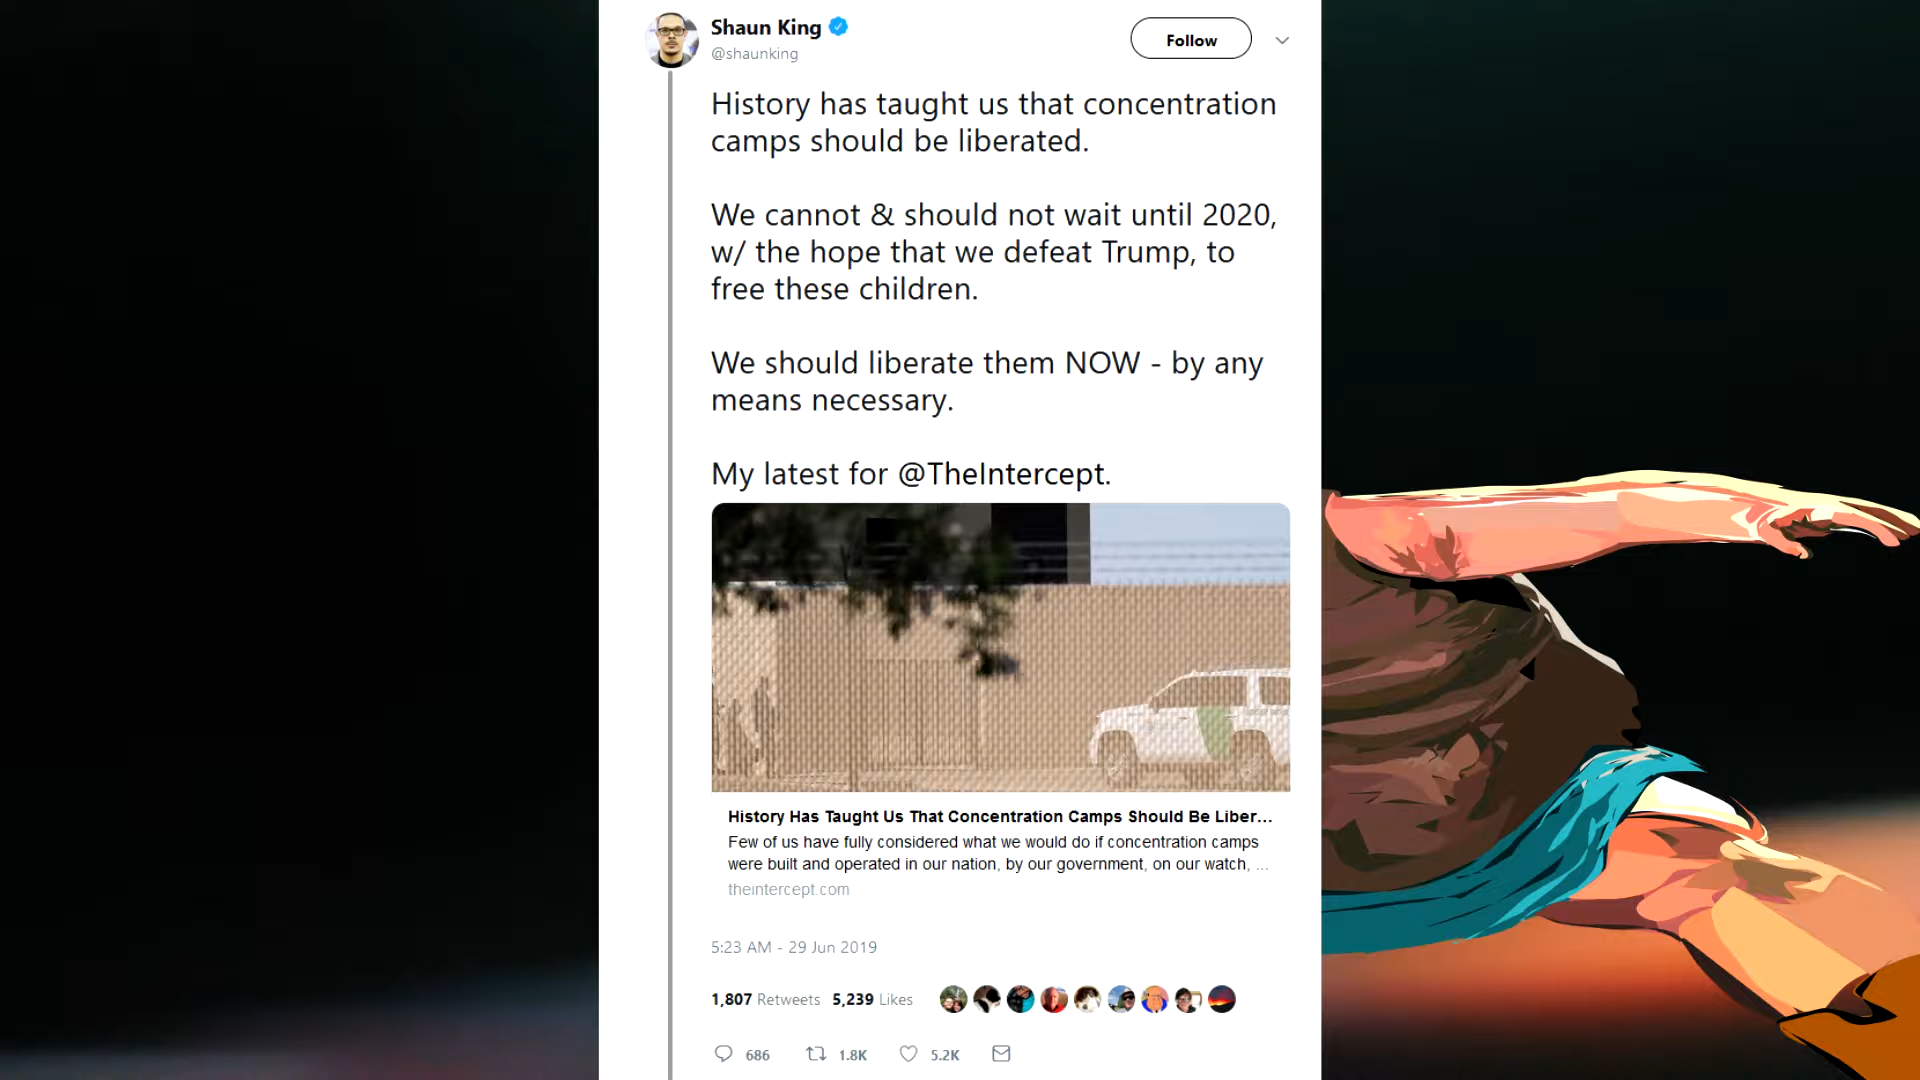 Shaun King
@shaunking
Follow
History has taught us that concentration
camps should be liberated.
We cannot & should not wait until 2020,
w/ the hope that we defeat Trump, to
free these children.
We should liberate them NOW - by any
means necessary.
My latest for @TheIntercept.
History Has Taught Us That Concentration Camps Should Be Liber...
Few of us have fully considered what we would do if concentration camps
were built and operated in our nation, by our government, on our watch, ...
theintercept.com
5:23 AM - 29 Jun 2019
1,807 Retweets 5,239 Likes
686 1.8K 5.2K